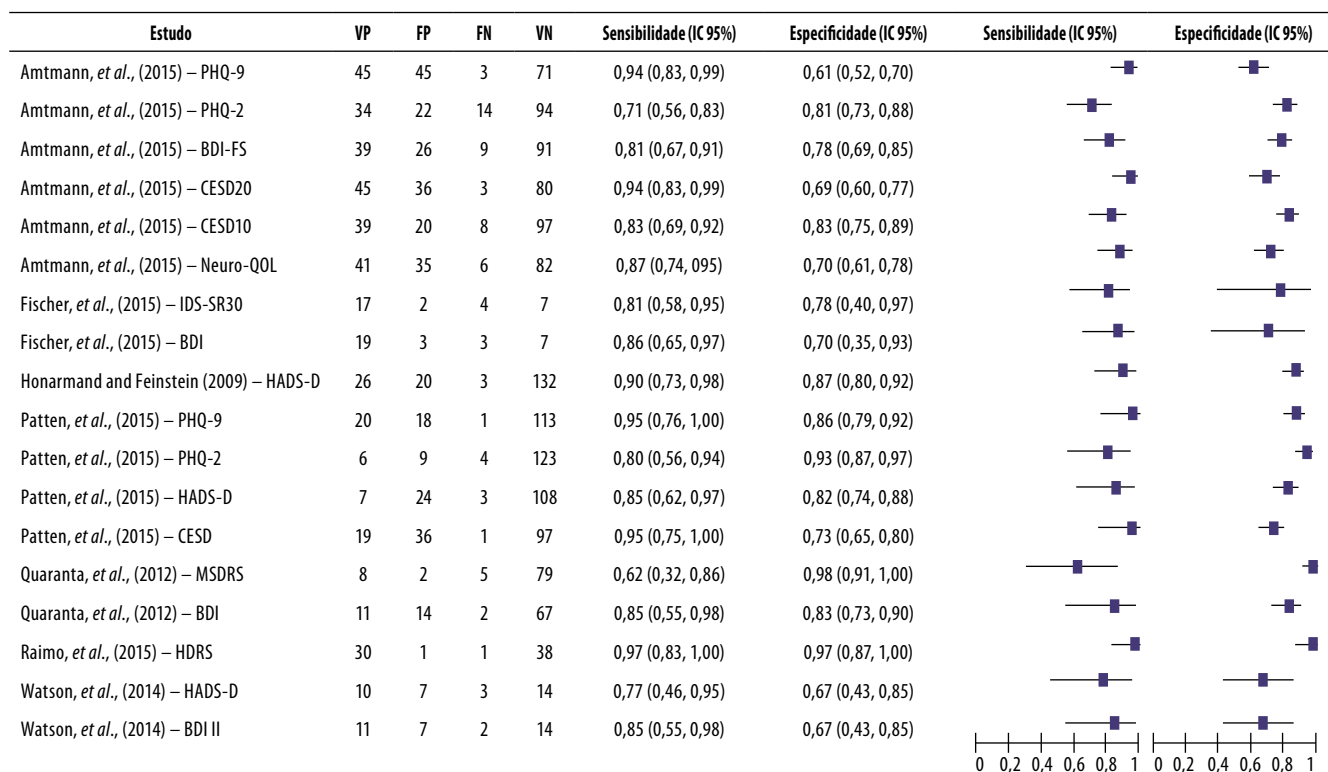 Estudo VP FP FN VN Sensibilidade (IC 95%) Especificidade (IC 95%) Sensibilidade (IC 95%) Especificidade (IC 95%)
Amtmann, et al., (2015) – PHQ-9 45 45 3 71 0,94 (0,83, 0,99) 0,61 (0,52, 0,70)
Amtmann, et al., (2015) – PHQ-2 34 22 14 94 0,71 (0,56, 0,83) 0,81 (0,73, 0,88)
Amtmann, et al., (2015) – BDI-FS 39 26 9 91 0,81 (0,67, 0,91) 0,78 (0,69, 0,85)
Amtmann, et al., (2015) – CESD20 45 36 3 80 0,94 (0,83, 0,99) 0,69 (0,60, 0,77)
Amtmann, et al., (2015) – CESD10 39 20 8 97 0,83 (0,69, 0,92) 0,83 (0,75, 0,89)
Amtmann, et al., (2015) – Neuro-QOL 41 35 6 82 0,87 (0,74, 095) 0,70 (0,61, 0,78)
Fischer, et al., (2015) – IDS-SR30 17 2 4 7 0,81 (0,58, 0,95) 0,78 (0,40, 0,97)
Fischer, et al., (2015) – BDI 19 3 3 7 0,86 (0,65, 0,97) 0,70 (0,35, 0,93)
Honarmand and Feinstein (2009) – HADS-D 26 20 3 132 0,90 (0,73, 0,98) 0,87 (0,80, 0,92)
Patten, et al., (2015) – PHQ-9 20 18 1 113 0,95 (0,76, 1,00) 0,86 (0,79, 0,92)
Patten, et al., (2015) – PHQ-2 6 9 4 123 0,80 (0,56, 0,94) 0,93 (0,87, 0,97)
Patten, et al., (2015) – HADS-D 7 24 3 108 0,85 (0,62, 0,97) 0,82 (0,74, 0,88)
Patten, et al., (2015) – CESD 19 36 1 97 0,95 (0,75, 1,00) 0,73 (0,65, 0,80)
Quaranta, et al., (2012) – MSDRS 8 2 5 79 0,62 (0,32, 0,86) 0,98 (0,91, 1,00)
Quaranta, et al., (2012) – BDI 11 14 2 67 0,85 (0,55, 0,98) 0,83 (0,73, 0,90)
Raimo, et al., (2015) – HDRS 30 1 1 38 0,97 (0,83, 1,00) 0,97 (0,87, 1,00)
Watson, et al., (2014) – HADS-D 10 7 3 14 0,77 (0,46, 0,95) 0,67 (0,43, 0,85)
Watson, et al., (2014) – BDI II 11 7 2 14 0,85 (0,55, 0,98) 0,67 (0,43, 0,85)
0 0,2 0,4 0,6 0,8 1 0 0,2 0,4 0,6 0,8 1